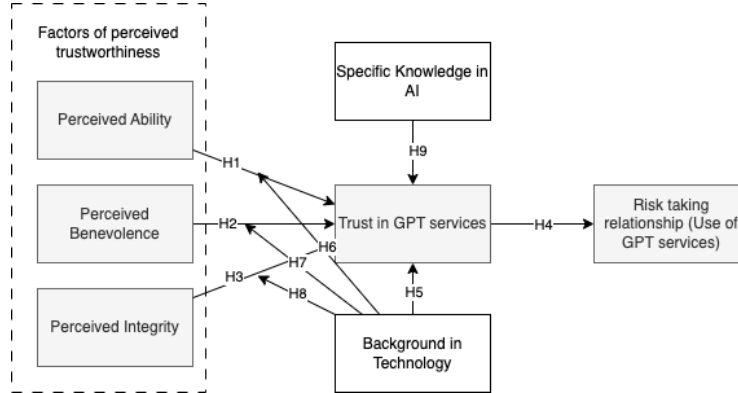 Factors of perceived
trustworthiness
Perceived Ability
Perceived
Benevolence
Perceived Integrity
Specific Knowledge in
AI
H9
H1
H2
H3
H6
H7
H8
Trust in GPT services
H4
Risk taking
relationship (Use of
GPT services)
H5
Background in
Technology